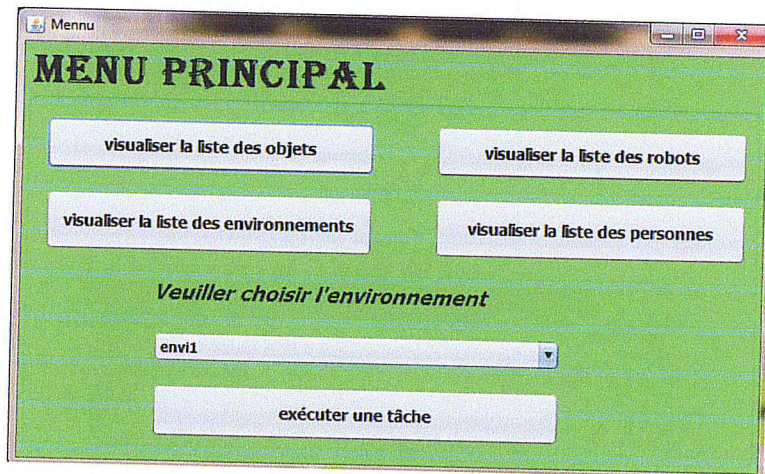 Mennu
MENU PRINCIPAL
visualiser la liste des objets
visualiser la liste des robots
visualiser la liste des environnements
visualiser la liste des personnes
Veuiller choisir l'environnement
envi1
exécuter une tâche